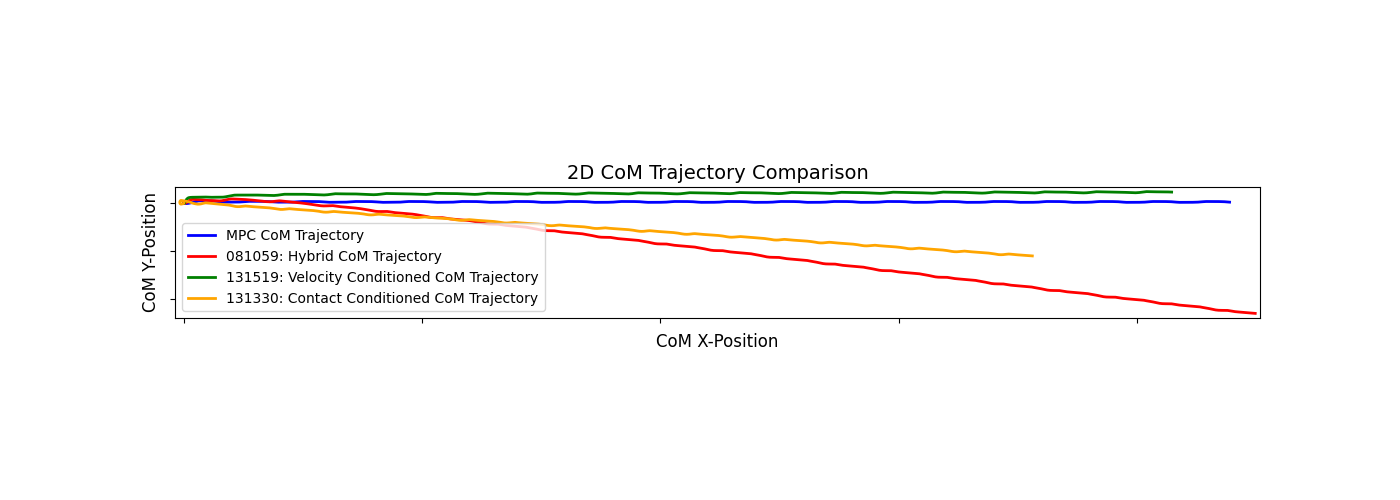 2D CoM Trajectory Comparison
CoM Y-Position
MPC CoM Trajectory
081059: Hybrid CoM Trajectory
131519: Velocity Conditioned CoM Trajectory
131330: Contact Conditioned CoM Trajectory
CoM X-Position